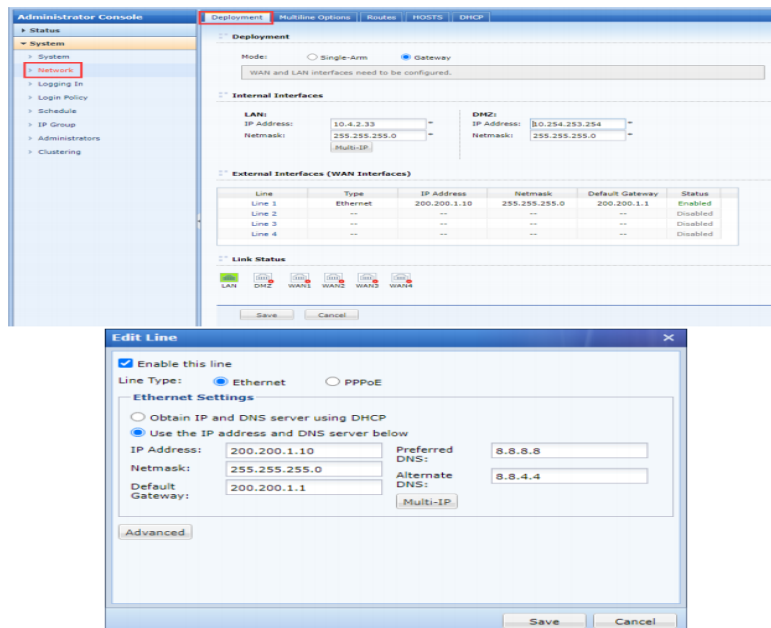 Administrator Console
Status
System
System
Network
Logging In
Login Policy
Schedule
IP Group
Administrators
Clustering
Deployment Multiline Options Routes HOSTS DHCP
Deployment
Mode: Single-Arm Gateway
WAN and LAN interfaces need to be configured.
Internal Interfaces
LAN: DMZ:
IP Address: 10.4.2.33 * IP Address: 10.254.253.254 *
Netmask: 255.255.255.0 * Netmask: 255.255.255.0 *
Multi-IP
External Interfaces (WAN Interfaces)
Line Type IP Address Netmask Default Gateway Status
Line 1 Ethernet 200.200.1.10 255.255.255.0 200.200.1.1 Enabled
Line 2 -- -- -- -- Disabled
Line 3 -- -- -- -- Disabled
Line 4 -- -- -- -- Disabled
Link Status
LAN DMZ WAN1 WAN2 WAN3 WAN4
Save Cancel
Edit Line
Enable this line
Line Type: Ethernet PPPoE
Ethernet Settings
Obtain IP and DNS server using DHCP
Use the IP address and DNS server below
IP Address: 200.200.1.10 Preferred DNS: 8.8.8.8
Netmask: 255.255.255.0 Alternate DNS: 8.8.4.4
Default Gateway: 200.200.1.1
Multi-IP
Advanced
Save Cancel